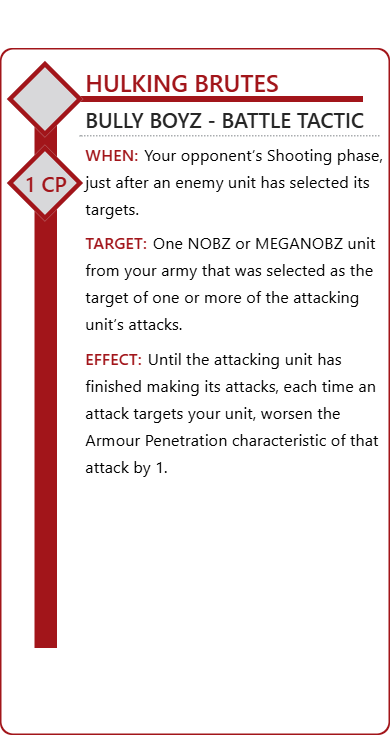 HULKING BRUTES
BULLY BOYZ - BATTLE TACTIC
WHEN: Your opponent's Shooting phase,
1 CP
just after an enemy unit has selected its
targets.
TARGET: One NOBZ or MEGANOBZ unit
from your army that was selected as the
target of one or more of the attacking
unit's attacks.
EFFECT: Until the attacking unit has
finished making its attacks, each time an
attack targets your unit, worsen the
Armour Penetration characteristic of that
attack by 1.